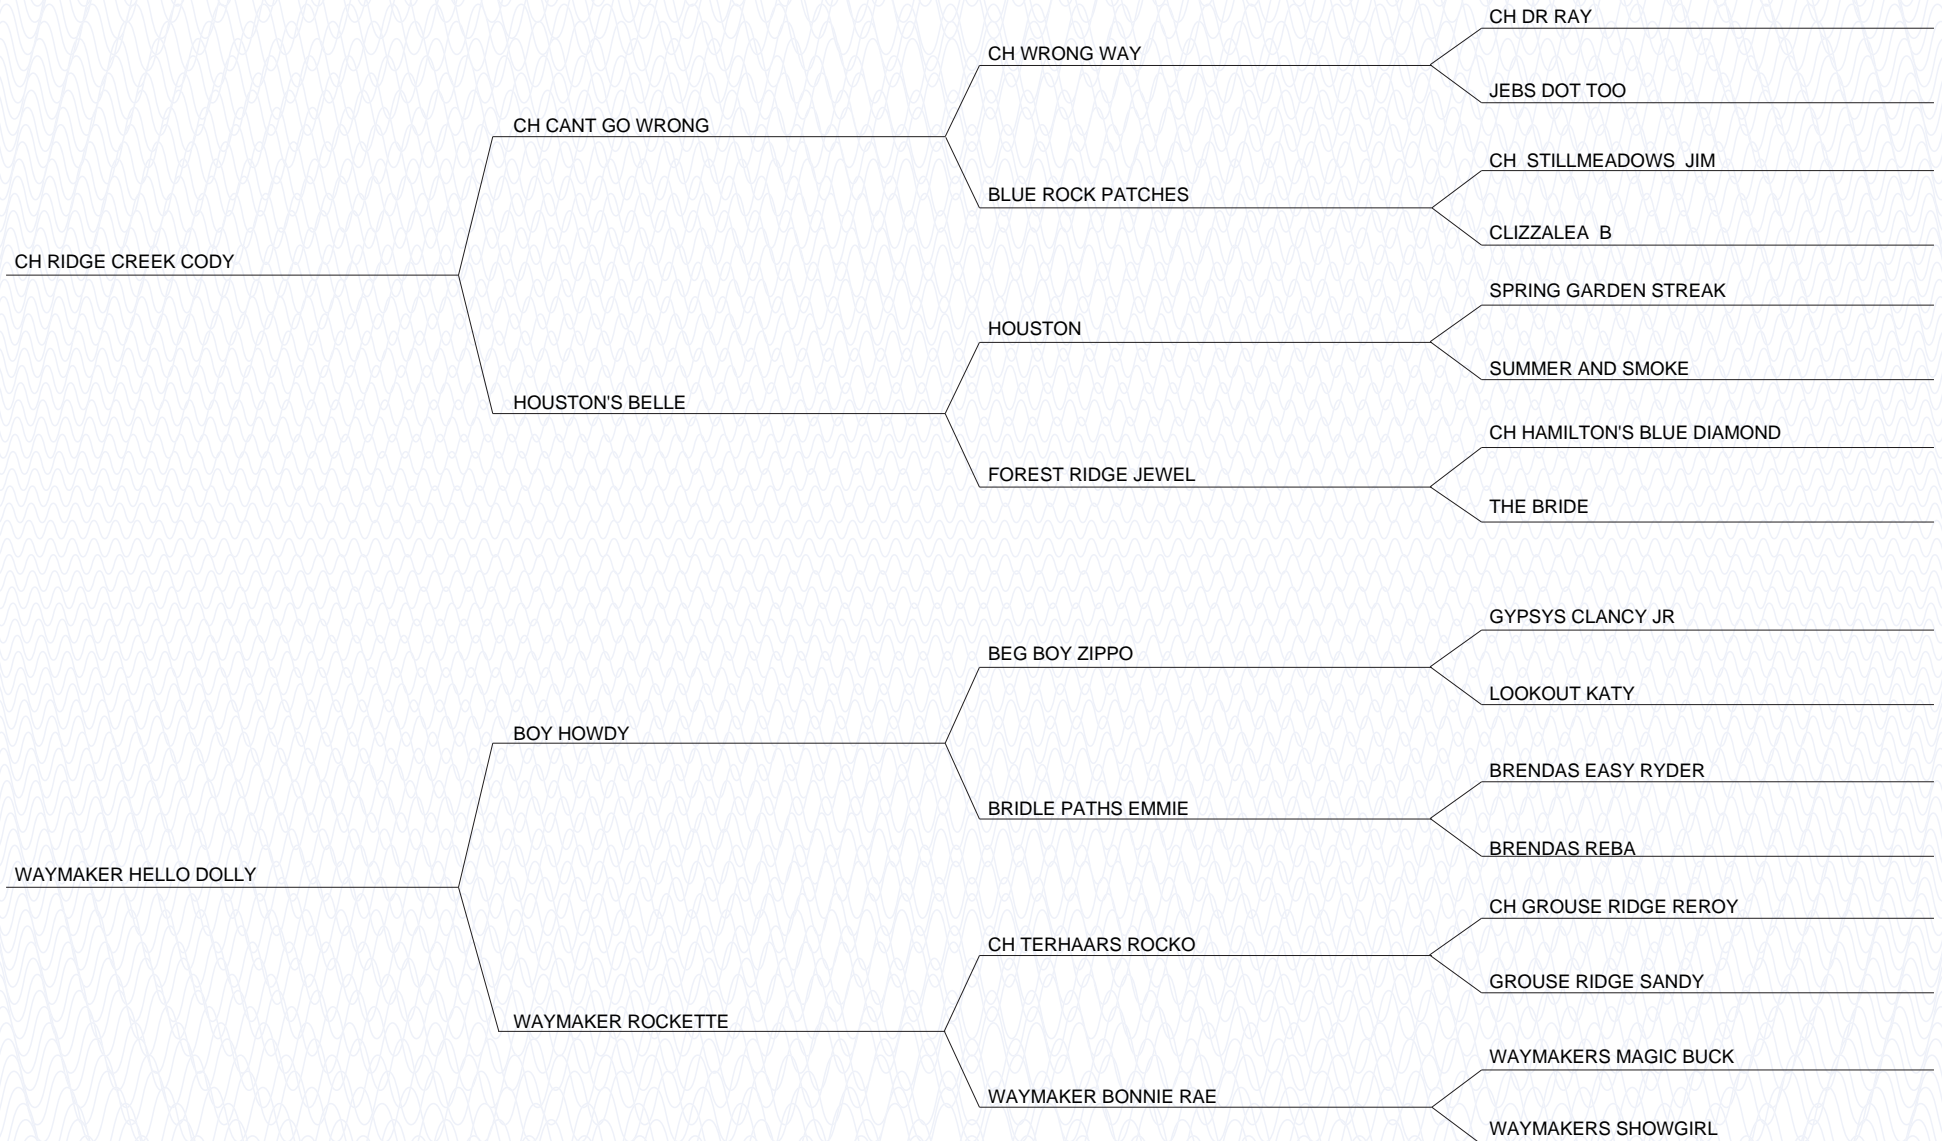 CH DR RAY
CH WRONG WAY
JEBS DOT TOO
CH CANT GO WRONG
CH  STILLMEADOWS  JIM
BLUE ROCK PATCHES
CLIZZALEA  B
CH RIDGE CREEK CODY
SPRING GARDEN STREAK
HOUSTON
SUMMER AND SMOKE
HOUSTON'S BELLE
CH HAMILTON'S BLUE DIAMOND
FOREST RIDGE JEWEL
THE BRIDE
GYPSYS CLANCY JR
BEG BOY ZIPPO
LOOKOUT KATY
BOY HOWDY
BRENDAS EASY RYDER
BRIDLE PATHS EMMIE
BRENDAS REBA
WAYMAKER HELLO DOLLY
CH GROUSE RIDGE REROY
CH TERHAARS ROCKO
GROUSE RIDGE SANDY
WAYMAKER ROCKETTE
WAYMAKERS MAGIC BUCK
WAYMAKER BONNIE RAE
WAYMAKERS SHOWGIRL